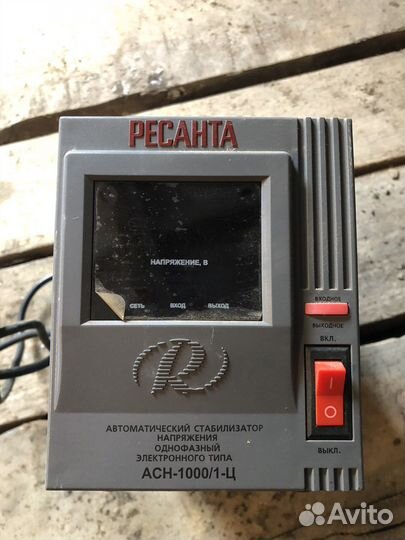 РЕСАНТА
НАПРЯЖЕНИЕ, В
СЕТЬ ВХОД ВЫХОД
ВХОДНОЕ
ВЫХОДНОЕ
ВКЛ.
ВЫКЛ.
R
АВТОМАТИЧЕСКИЙ СТАБИЛИЗАТОР
НАПРЯЖЕНИЯ
ОДНОФАЗНЫЙ
ЭЛЕКТРОННОГО ТИПА
АСН-1000/1-Ц
Avito